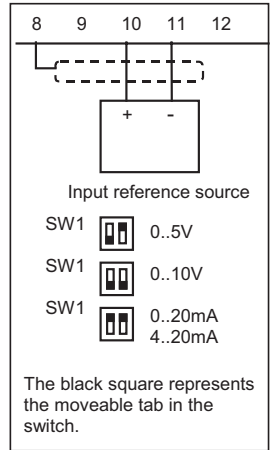 8 9 10 11 12
+ -
Input reference source
SW1 0..5V
SW1 0..10V
SW1 0..20mA
4..20mA
The black square represents
the moveable tab in the
switch.